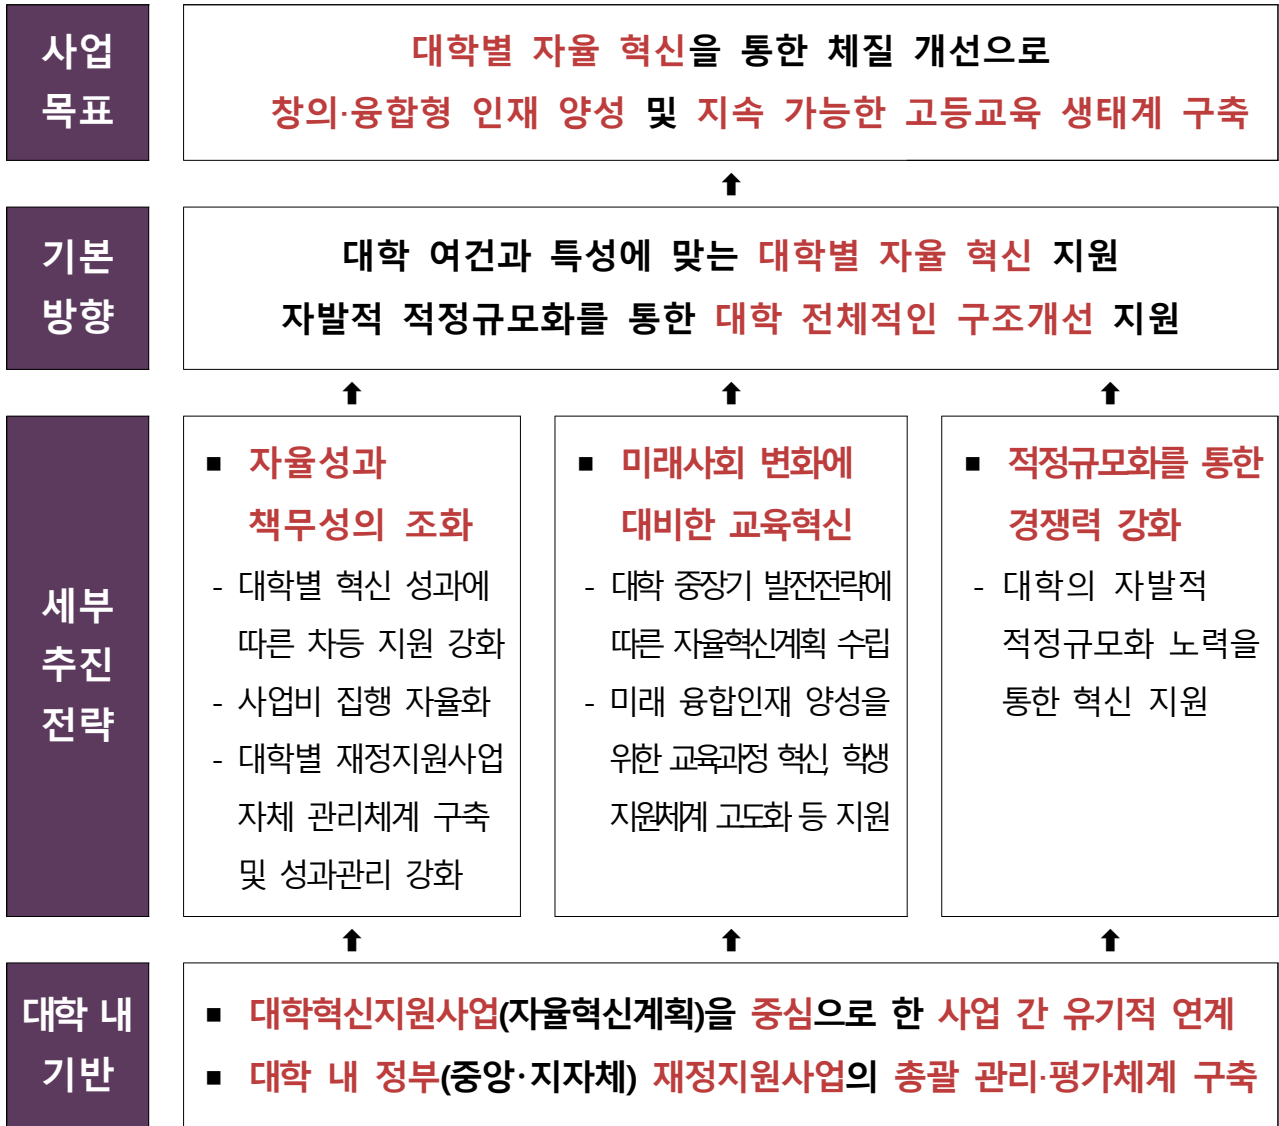 사업
목표
대학별 자율 혁신을 통한 체질 개선으로
창의·융합형 인재 양성 및 지속 가능한 고등교육 생태계 구축
기본
방향
대학 여건과 특성에 맞는 대학별 자율 혁신 지원
자발적 적정규모화를 통한 대학 전체적인 구조개선 지원
세부
추진
전략
■ 자율성과
책무성의 조화
- 대학별 혁신 성과에
따른 차등 지원 강화
- 사업비 집행 자율화
- 대학별 재정지원사업
자체 관리체계 구축
및 성과관리 강화
■ 미래사회 변화에
대비한 교육혁신
- 대학 중장기 발전전략에
따른 자율혁신계획 수립
- 미래 융합인재 양성을
위한 교육과정 혁신, 학생
지원체계 고도화 등 지원
■ 적정규모화를 통한
경쟁력 강화
- 대학의 자발적
적정규모화 노력을
통한 혁신 지원
대학 내
기반
■ 대학혁신지원사업(자율혁신계획)을 중심으로 한 사업 간 유기적 연계
■ 대학 내 정부(중앙·지자체) 재정지원사업의 총괄 관리·평가체계 구축